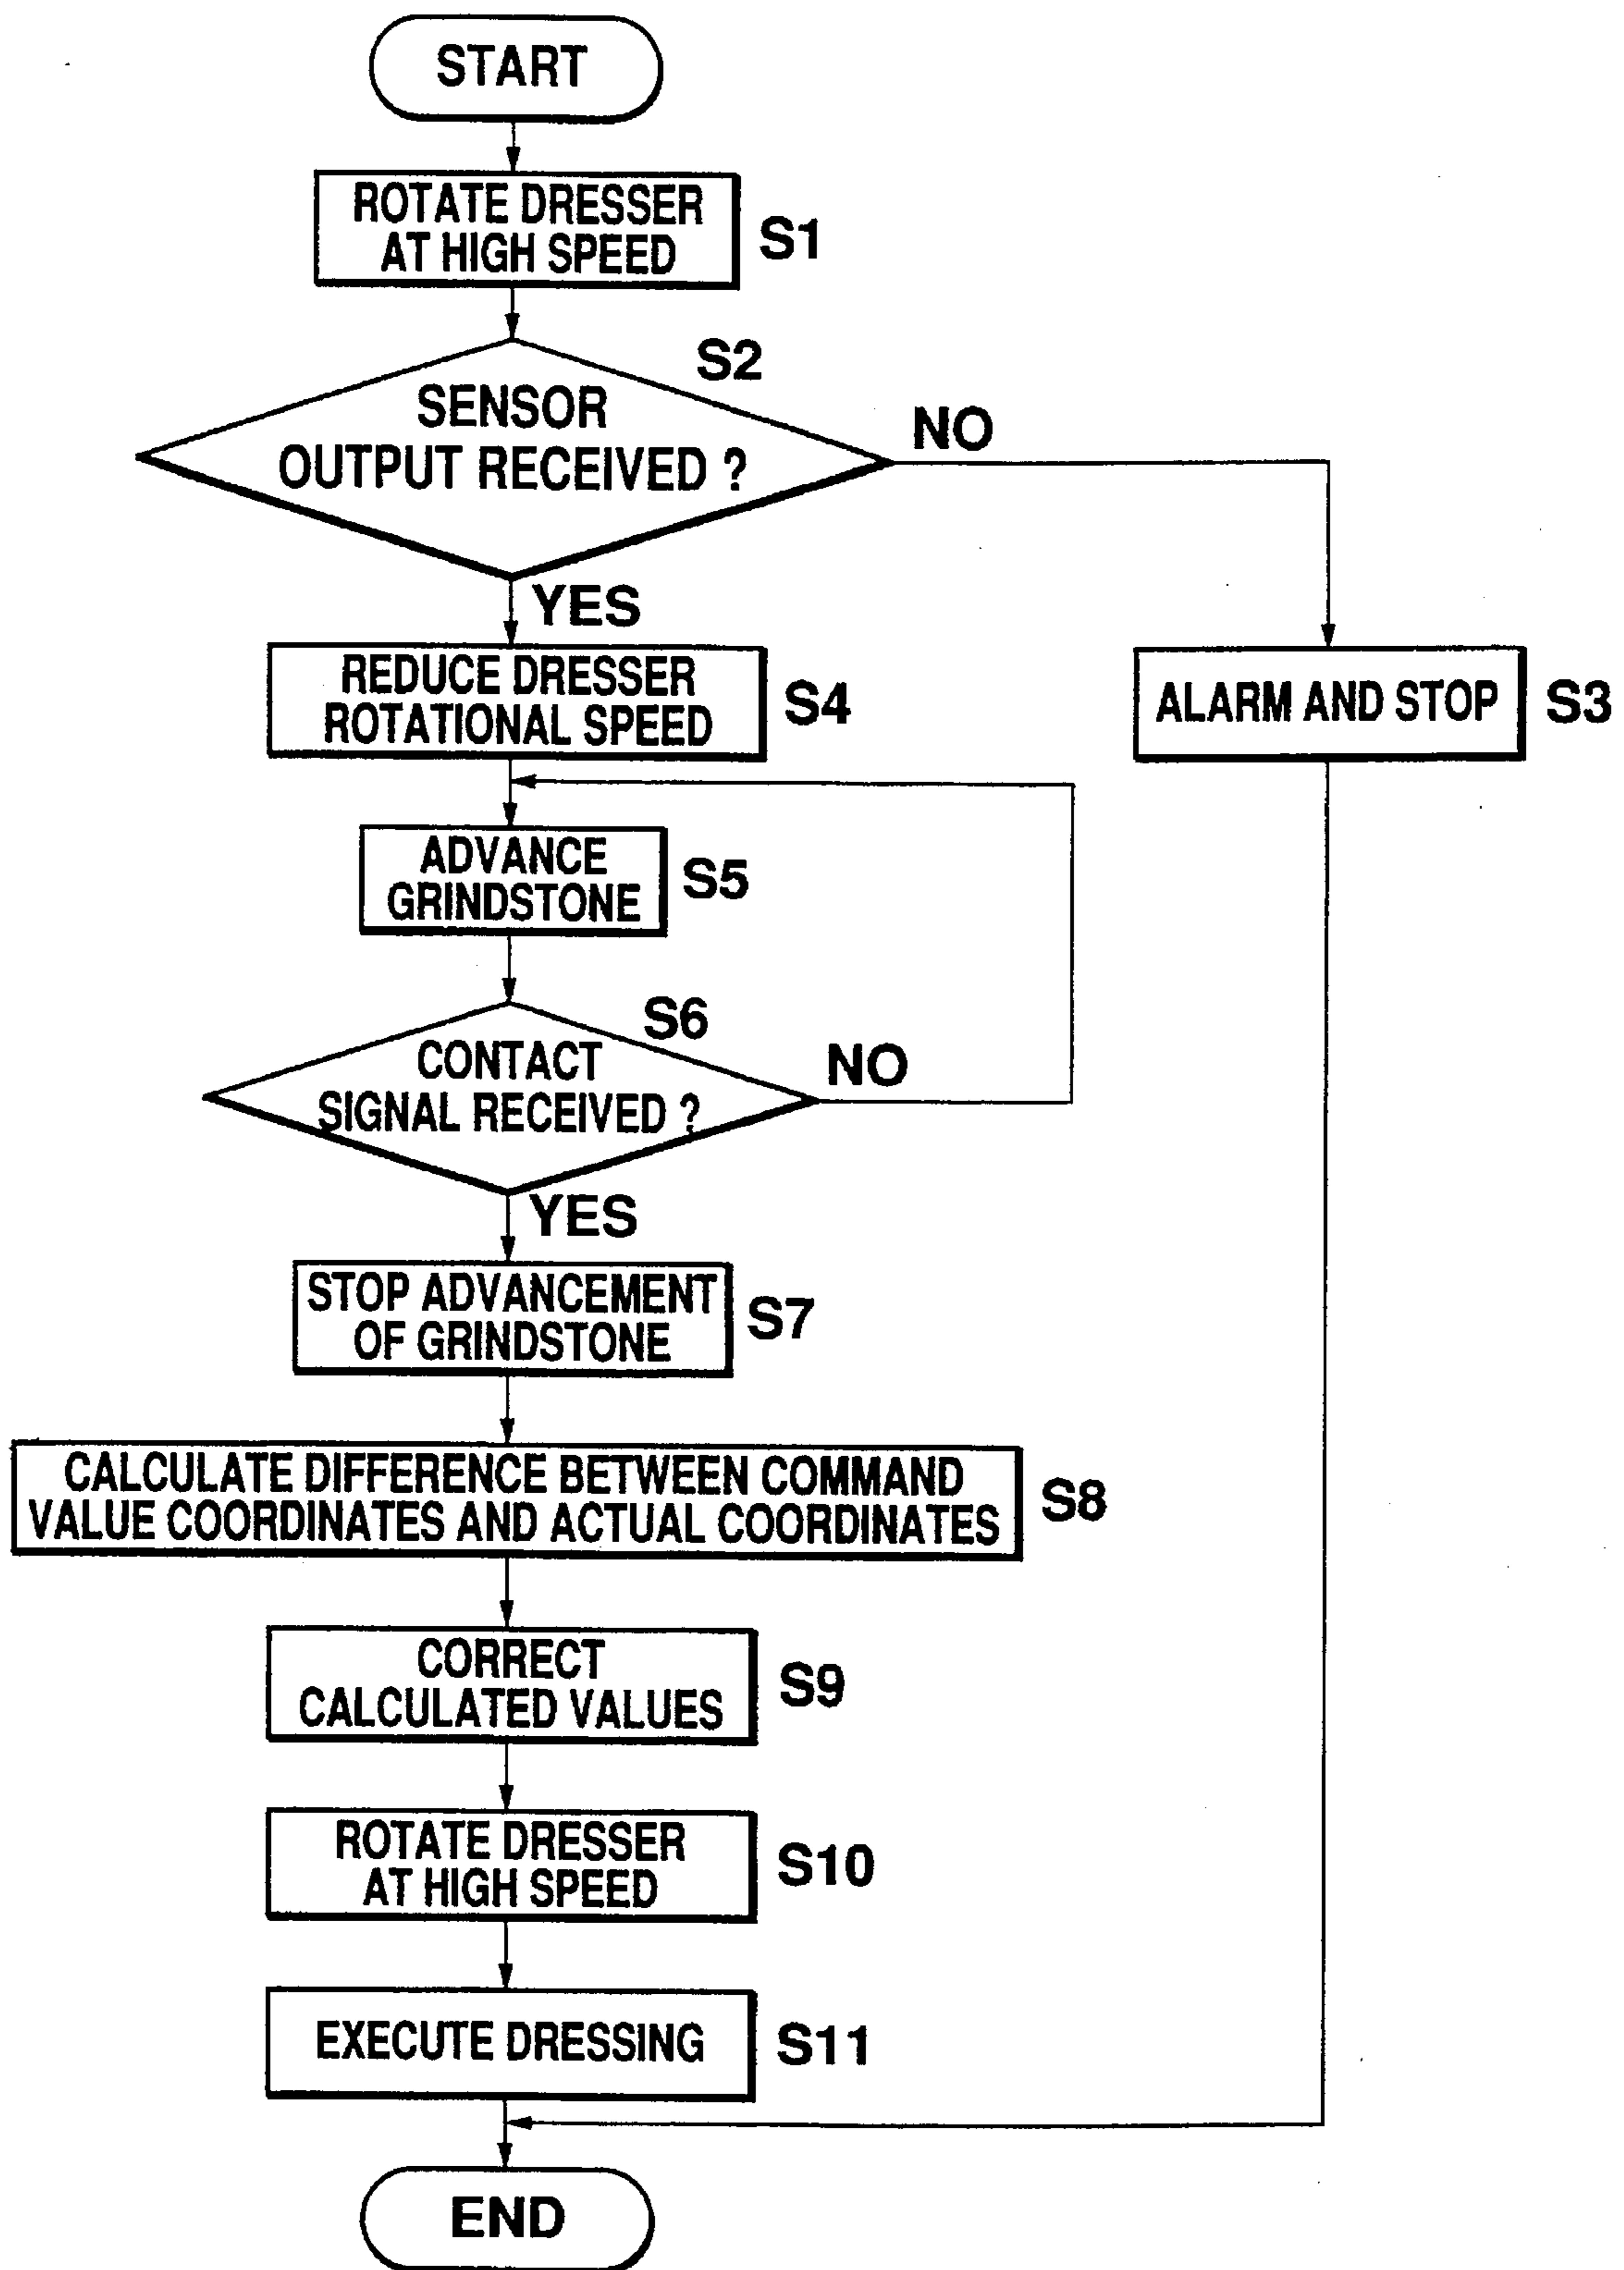 START
ROTATE DRESSER
AT HIGH SPEED
S1
S2
SENSOR
OUTPUT RECEIVED ?
NO
YES
REDUCE DRESSER
ROTATIONAL SPEED
S4
ALARM AND STOP
S3
ADVANCE
GRINDSTONE
S5
S6
CONTACT
SIGNAL RECEIVED ?
NO
YES
STOP ADVANCEMENT
OF GRINDSTONE
S7
CALCULATE DIFFERENCE BETWEEN COMMAND
VALUE COORDINATES AND ACTUAL COORDINATES
S8
CORRECT
CALCULATED VALUES
S9
ROTATE DRESSER
AT HIGH SPEED
S10
EXECUTE DRESSING
S11
END